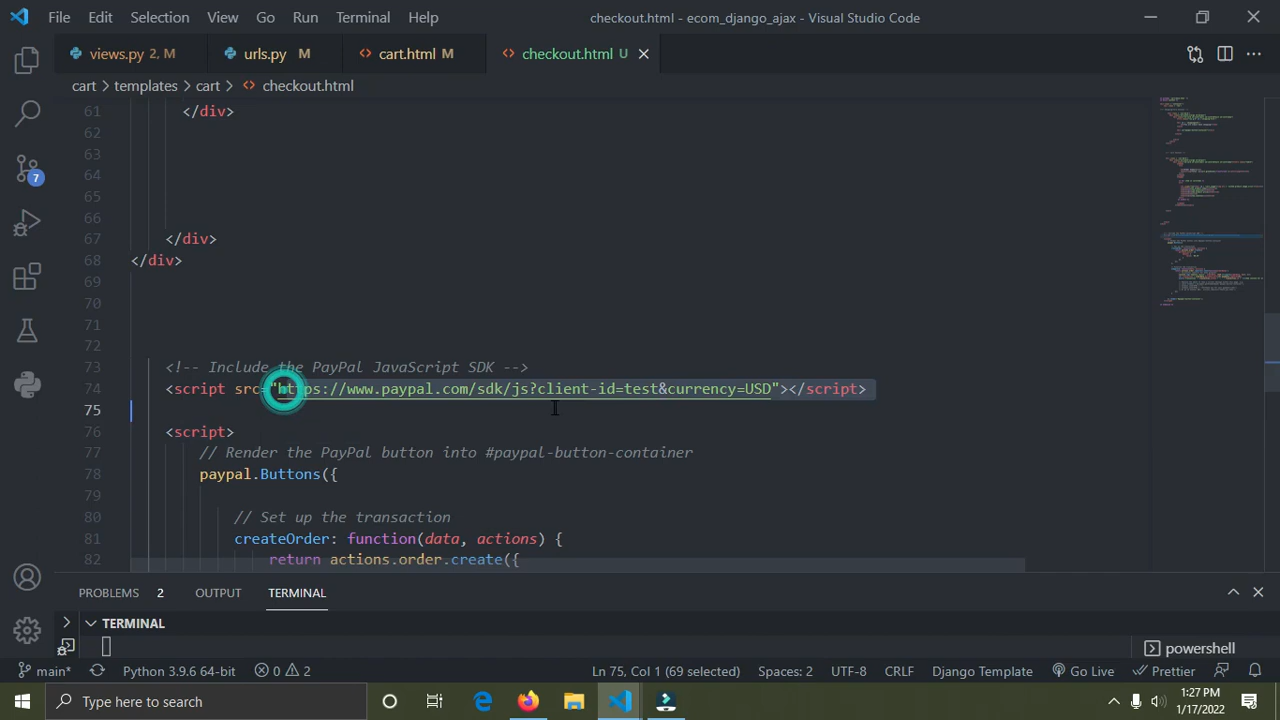 File Edit Selection View Go Run Terminal Help checkout.html - ecom_django_ajax - Visual Studio Code
views.py 2, M urls.py M cart.html M checkout.html U
cart > templates > cart > checkout.html
61 </div>
62
63
64
65
66
67 </div>
68 </div>
69
70
71
72
73 <!-- Include the PayPal JavaScript SDK -->
74 <script src="https://www.paypal.com/sdk/js?client-id=test&currency=USD"></script>
75
76 <script>
77 // Render the PayPal button into #paypal-button-container
78 paypal.Buttons({
79
80 // Set up the transaction
81 createOrder: function(data, actions) {
82 return actions.order.create({
7
PROBLEMS 2 OUTPUT TERMINAL
TERMINAL
powershell
main* Python 3.9.6 64-bit 0 2 Ln 75, Col 1 (69 selected) Spaces: 2 UTF-8 CRLF Django Template Go Live Prettier
Type here to search
1:27 PM
1/17/2022